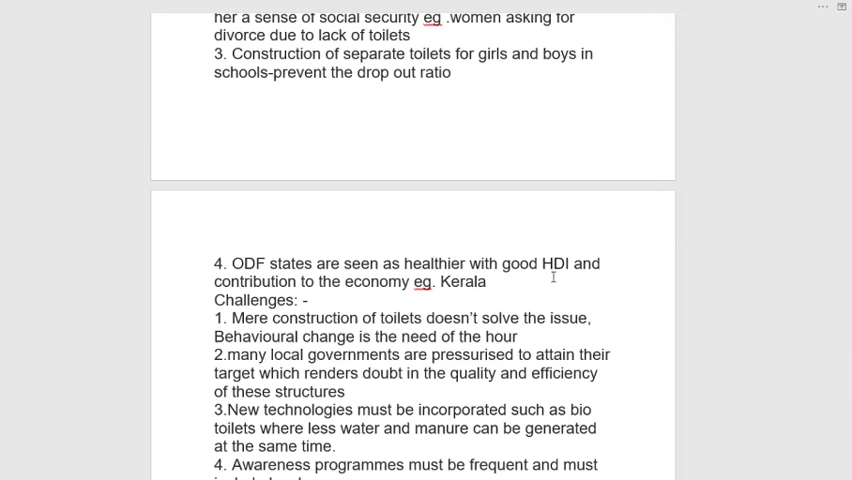 her a sense of social security eg .women asking for
divorce due to lack of toilets
3. Construction of separate toilets for girls and boys in
schools-prevent the drop out ratio
4. ODF states are seen as healthier with good HDI and
contribution to the economy eg. Kerala
Challenges: -
1. Mere construction of toilets doesn’t solve the issue,
Behavioural change is the need of the hour
2.many local governments are pressurised to attain their
target which renders doubt in the quality and efficiency
of these structures
3.New technologies must be incorporated such as bio
toilets where less water and manure can be generated
at the same time.
4. Awareness programmes must be frequent and must